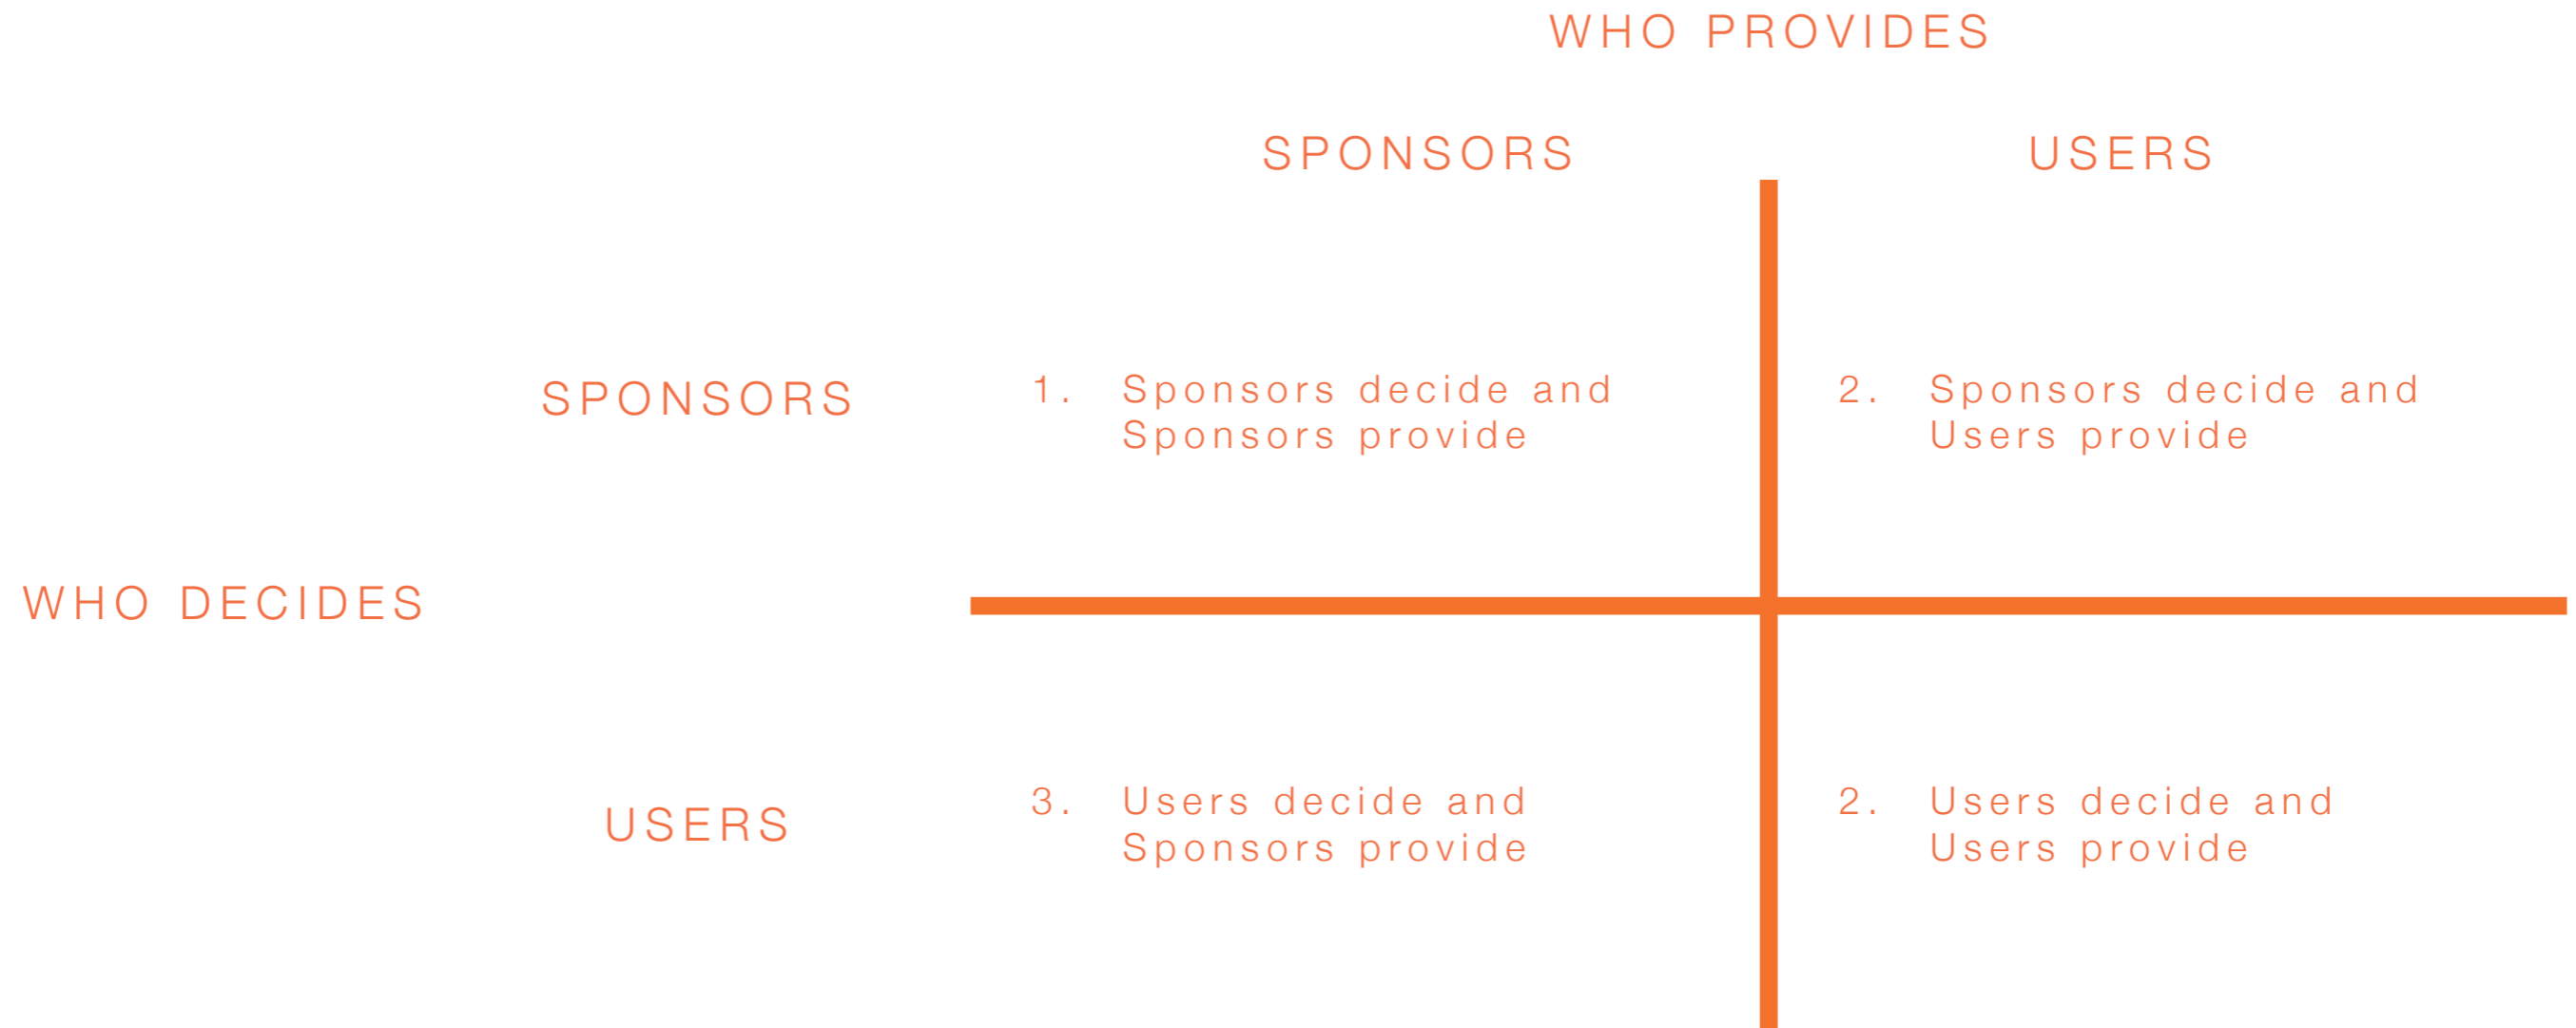 WHO PROVIDES
SPONSORS
USERS
SPONSORS
1. Sponsors decide and
Sponsors provide
2. Sponsors decide and
Users provide
WHO DECIDES
USERS
3. Users decide and
Sponsors provide
2. Users decide and
Users provide